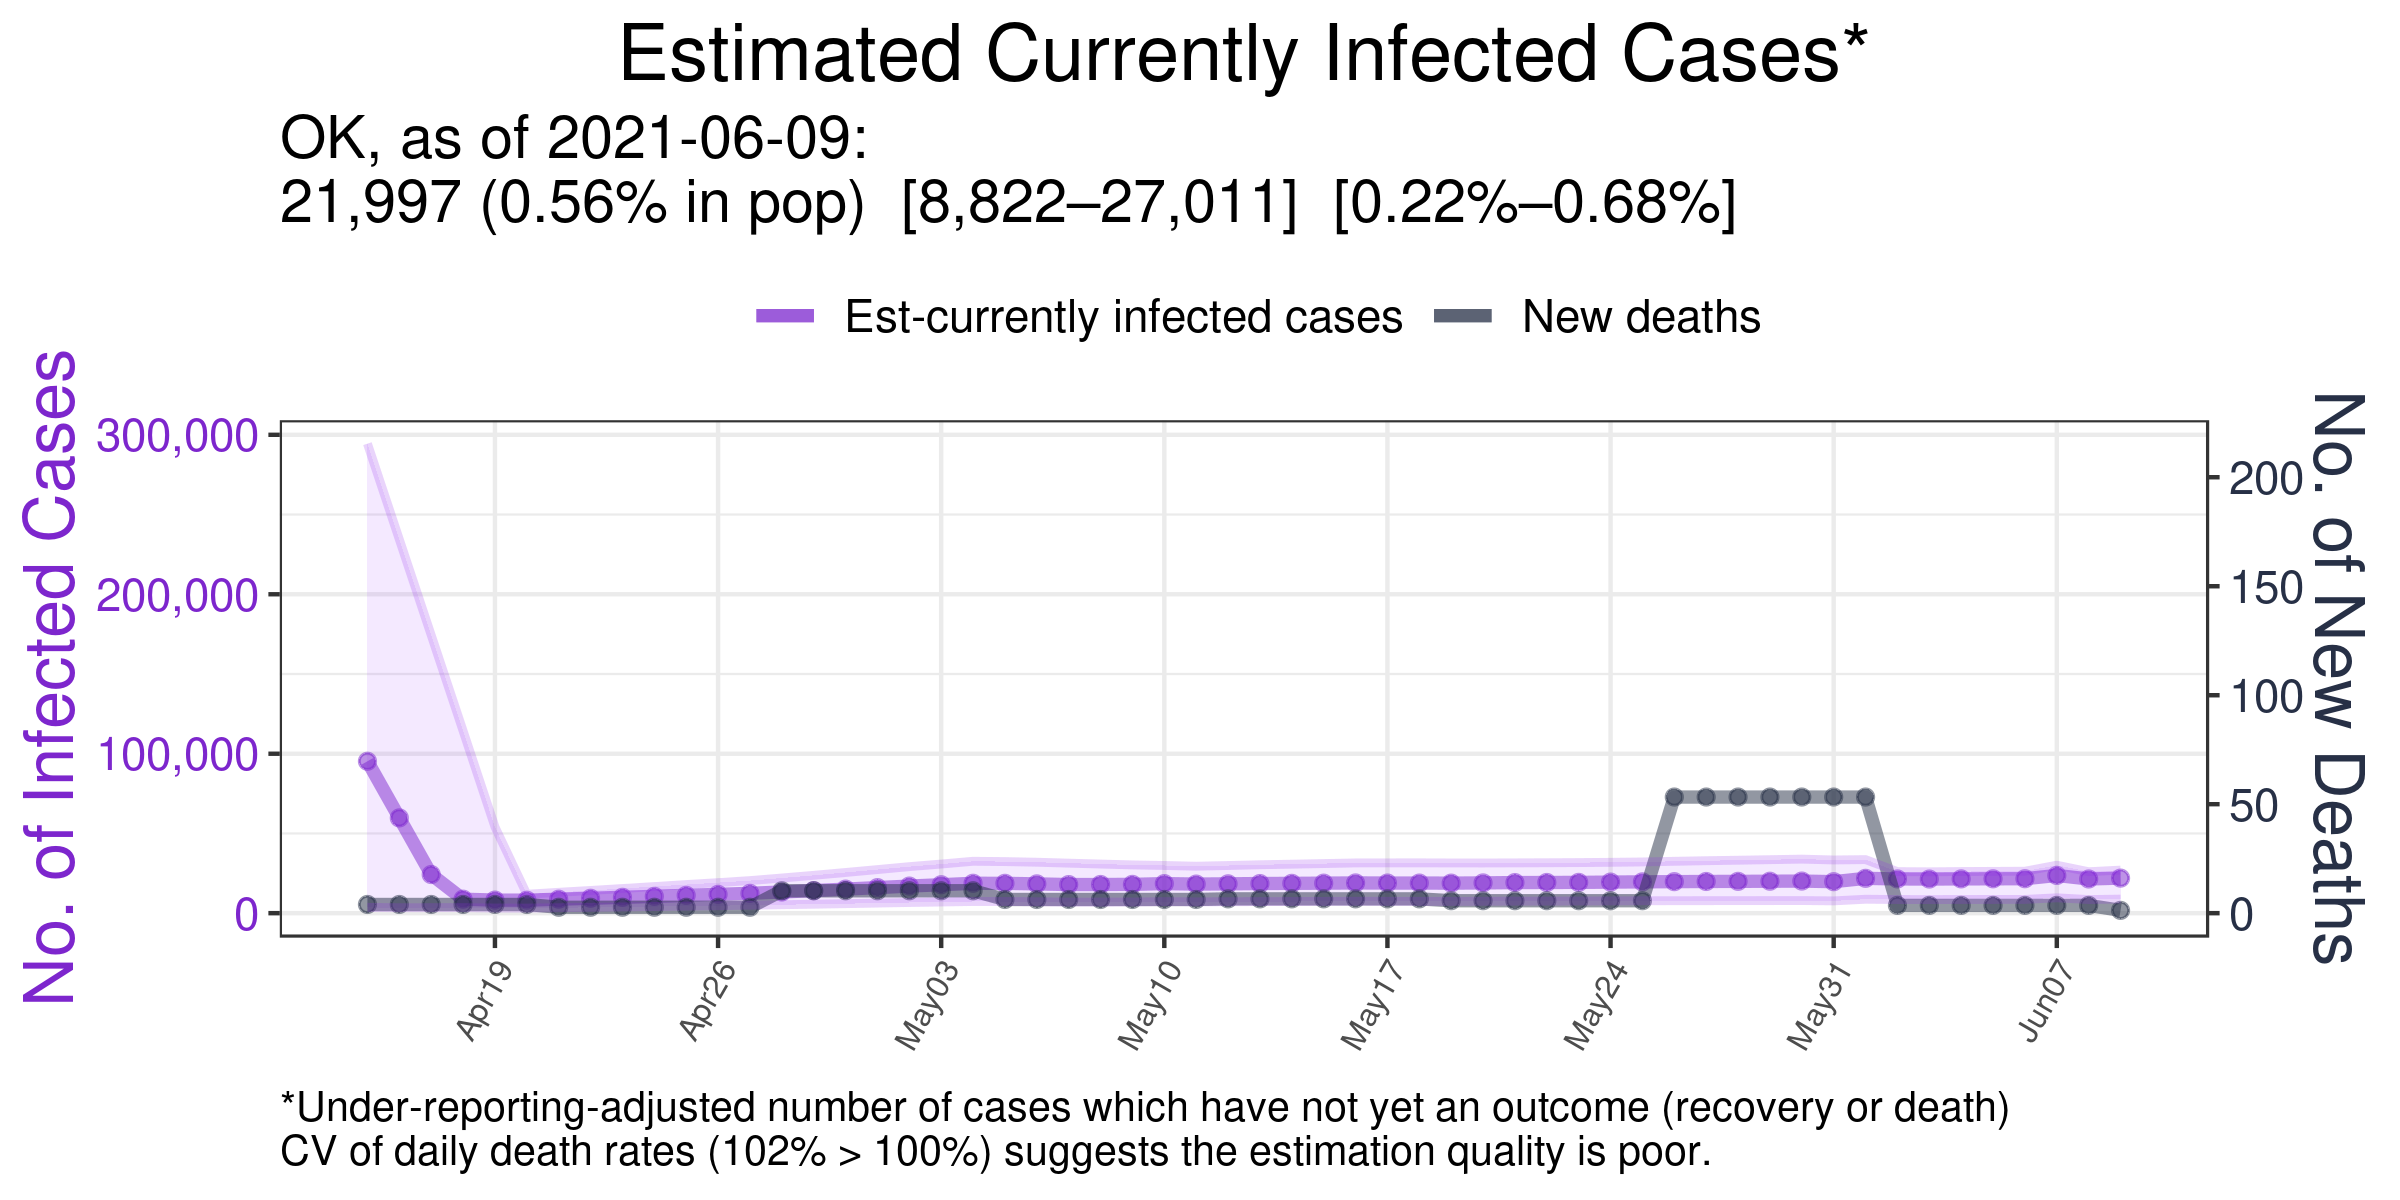 Estimated Currently Infected Cases*
OK, as of 2021-06-09:
21,997 (0.56% in pop)  [8,822–27,011]  [0.22%–0.68%]
Est-currently infected cases
New deaths
No. of Infected Cases
300,000
200,000
100,000
0
No. of New Deaths
200
150
100
50
0
Apr19
Apr26
May03
May10
May17
May24
May31
Jun07
*Under-reporting-adjusted number of cases which have not yet an outcome (recovery or death)
CV of daily death rates (102% > 100%) suggests the estimation quality is poor.